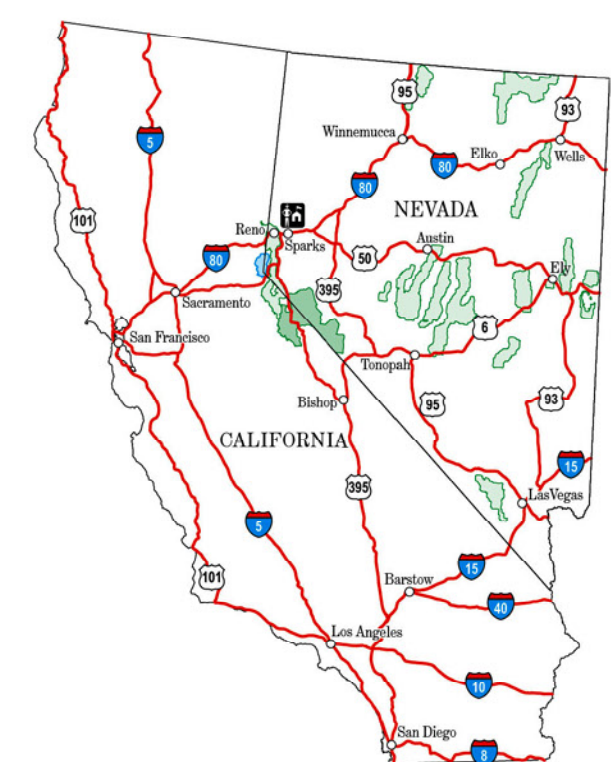 95
93
Winnemucca
5
80
Elko
Wells
80
NEVADA
101
Reno
Sparks
Austin
80
50
Ely
395
Sacramento
6
San Francisco
Tonopah
Bishop
95
93
CALIFORNIA
15
395
Las Vegas
5
15
101
Barstow
40
Los Angeles
10
San Diego
8